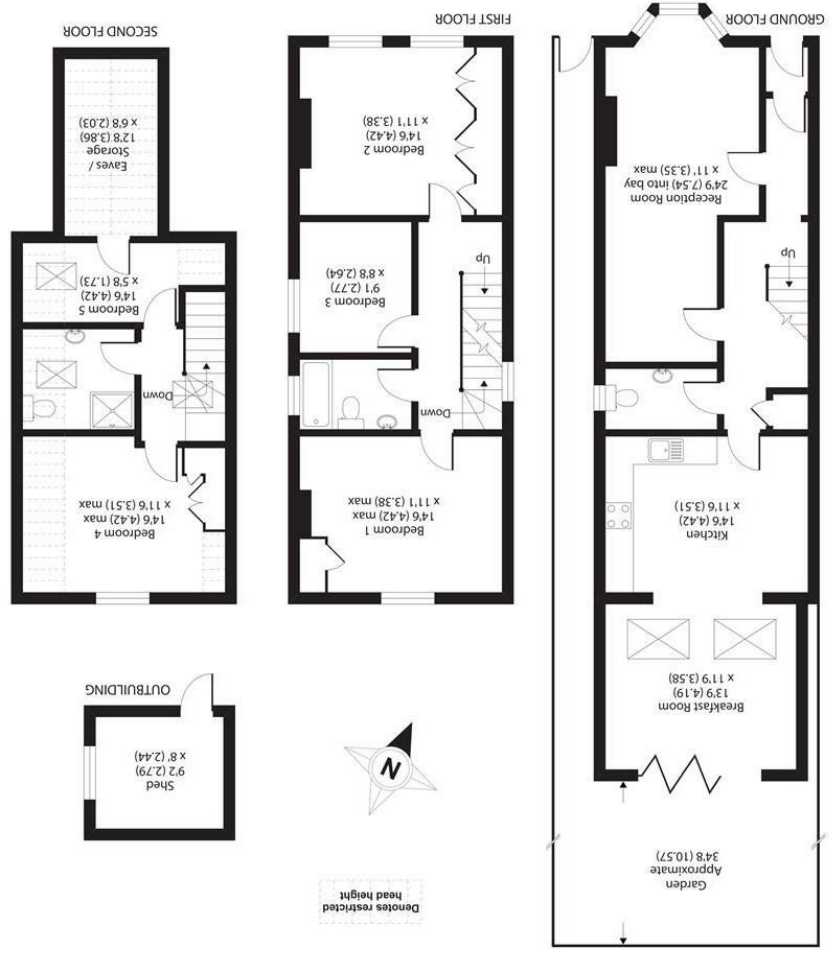 Garden
Approximate
34'8 (10.57)
Breakfast Room
13'9 (4.19)
x 11'9 (3.58)
Kitchen
14'6 (4.42)
x 11'6 (3.51)
Up
Reception Room
24'9 (7.54) into bay
x 11' (3.35) max
GROUND FLOOR
Denotes restricted
head height
N
Bedroom 1
14'6 (4.42) max
x 11'1 (3.38) max
Down
Bedroom 3
9'1 (2.77)
x 8'8 (2.64)
Up
Bedroom 2
14'6 (4.42)
x 11'1 (3.38)
FIRST FLOOR
Shed
9'2 (2.79)
x 8' (2.44)
OUTBUILDING
Bedroom 4
14'6 (4.42) max
x 11'6 (3.51) max
Down
Bedroom 5
14'6 (4.42)
x 5'8 (1.73)
Eaves /
Storage
12'8 (3.86)
x 6'8 (2.03)
SECOND FLOOR